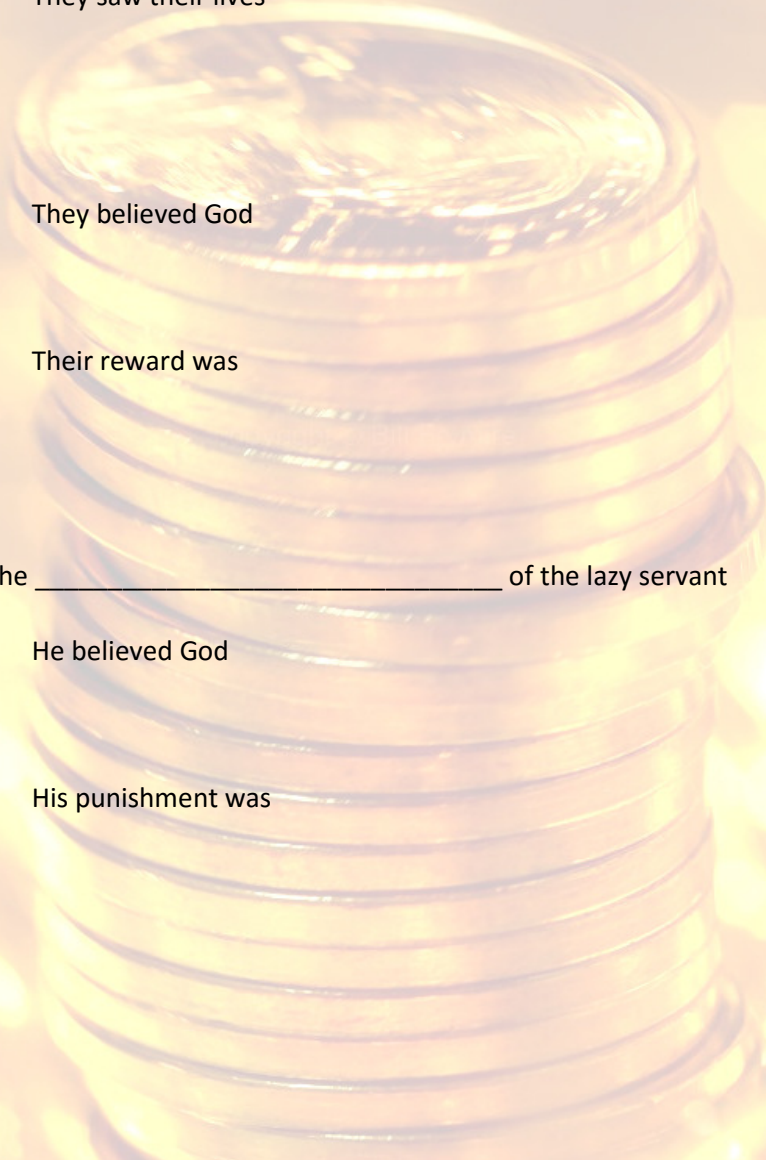 They saw their lives
They believed God
Their reward was
he ________________________________ of the lazy servant
He believed God
His punishment was